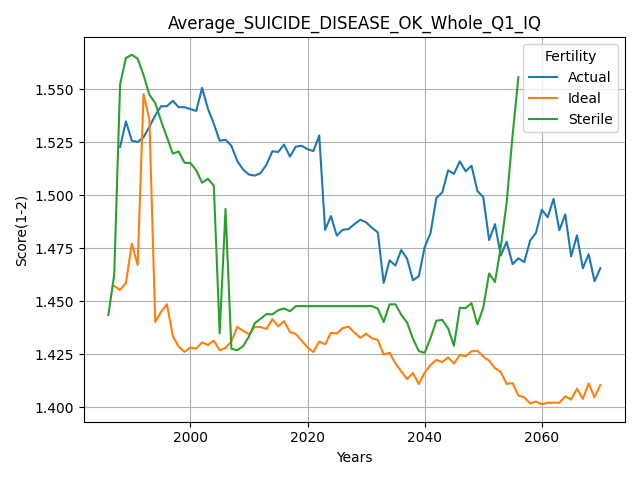 Average_SUICIDE_DISEASE_OK_Whole_Q1_IQ
Fertility
Actual
Ideal
Sterile
Score(1-2)
1.550
1.525
1.500
1.475
1.450
1.425
1.400
2000
2020
2040
2060
Years